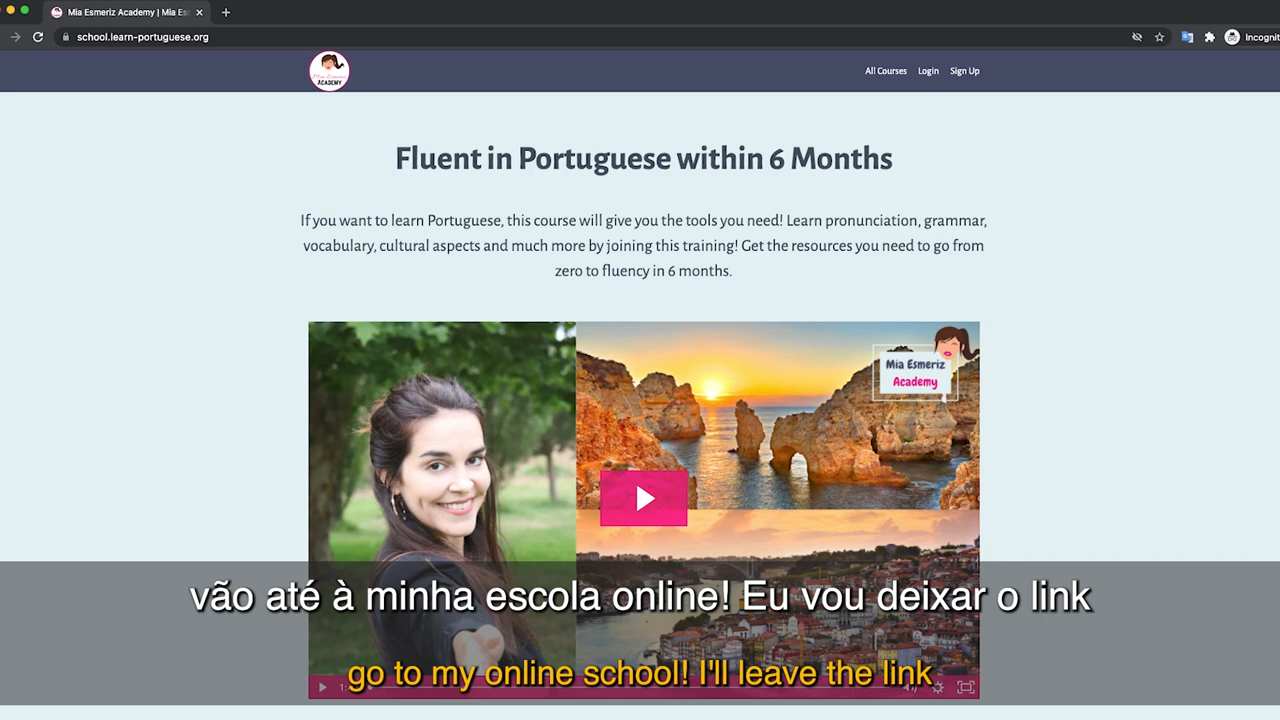 Mia Esmeriz Academy | Mia Es
school.learn-portuguese.org
Incognit
Mia Esmeriz
ACADEMY
All Courses
Login
Sign Up
Fluent in Portuguese within 6 Months
If you want to learn Portuguese, this course will give you the tools you need! Learn pronunciation, grammar,
vocabulary, cultural aspects and much more by joining this training! Get the resources you need to go from
zero to fluency in 6 months.
Mia Esmeriz
Academy
vão até à minha escola online! Eu vou deixar o link
go to my online school! I'll leave the link